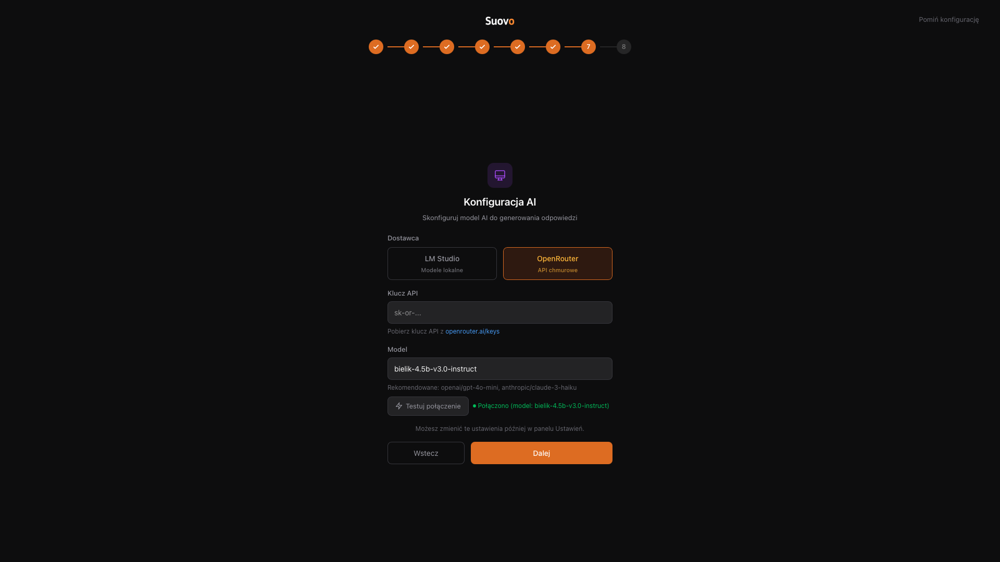 Suovo
Pomiń konfigurację
7
8
Konfiguracja AI
Skonfiguruj model AI do generowania odpowiedzi
Dostawca
LM Studio
Modele lokalne
OpenRouter
API chmurowe
Klucz API
sk-or-...
Pobierz klucz API z openrouter.ai/keys
Model
bielik-4.5b-v3.0-instruct
Rekomendowane: openai/gpt-4o-mini, anthropic/claude-3-haiku
Testuj połączenie
Połączono (model: bielik-4.5b-v3.0-instruct)
Możesz zmienić te ustawienia później w panelu Ustawień.
Wstecz
Dalej